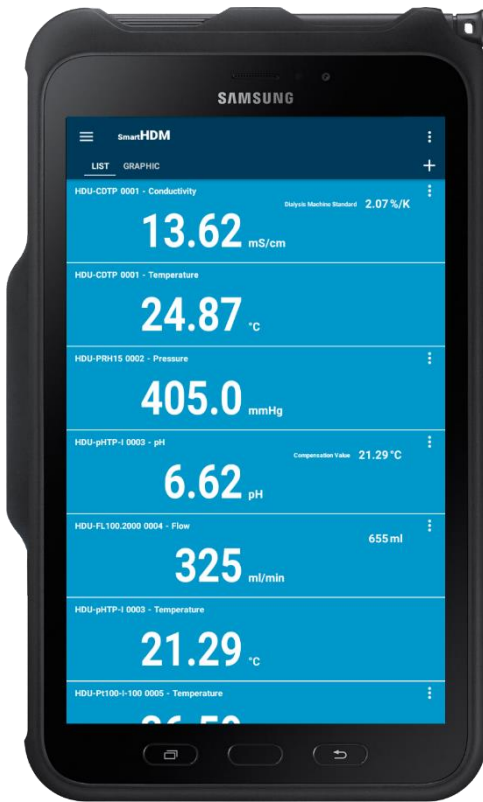 SAMSUNG
SmartHDM
LIST GRAPHIC
HDU-CDTP 0001 - Conductivity
Dialysis Machine Standard 2.07 %/K
13.62 mS/cm
HDU-CDTP 0001 - Temperature
24.87 °C
HDU-PRH15 0002 - Pressure
405.0 mmHg
HDU-pHTP-I 0003 - pH
Compensation Value 21.29 °C
6.62 pH
HDU-FL100.2000 0004 - Flow
655 ml
325 ml/min
HDU-pHTP-I 0003 - Temperature
21.29 °C
HDU-Pt100-I-100 0005 - Temperature